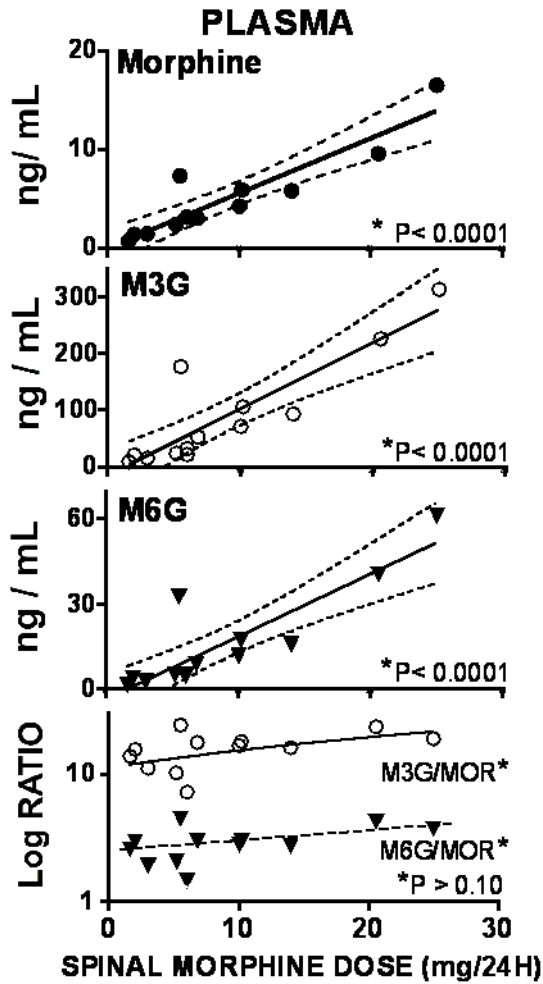 PLASMA
Morphine
20
10
0
ng/ mL
* P< 0.0001
M3G
300
200
100
0
ng / mL
*P< 0.0001
M6G
60
30
0
ng / mL
*P< 0.0001
10
1
Log RATIO
M3G/MOR*
M6G/MOR*
*P > 0.10
0 10 20 30
SPINAL MORPHINE DOSE (mg/24H)